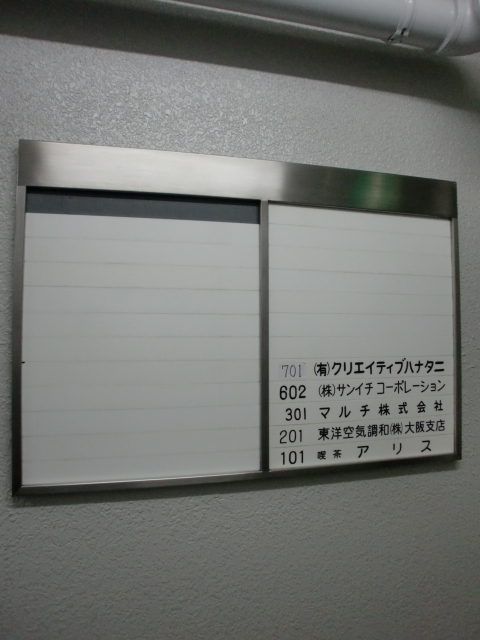 701 (有)クリエイティブハナタニ
602 (株)サンイチコーポレーション
301 マルチ株式会社
201 東洋空気調和(株)大阪支店
101 喫茶 アリス